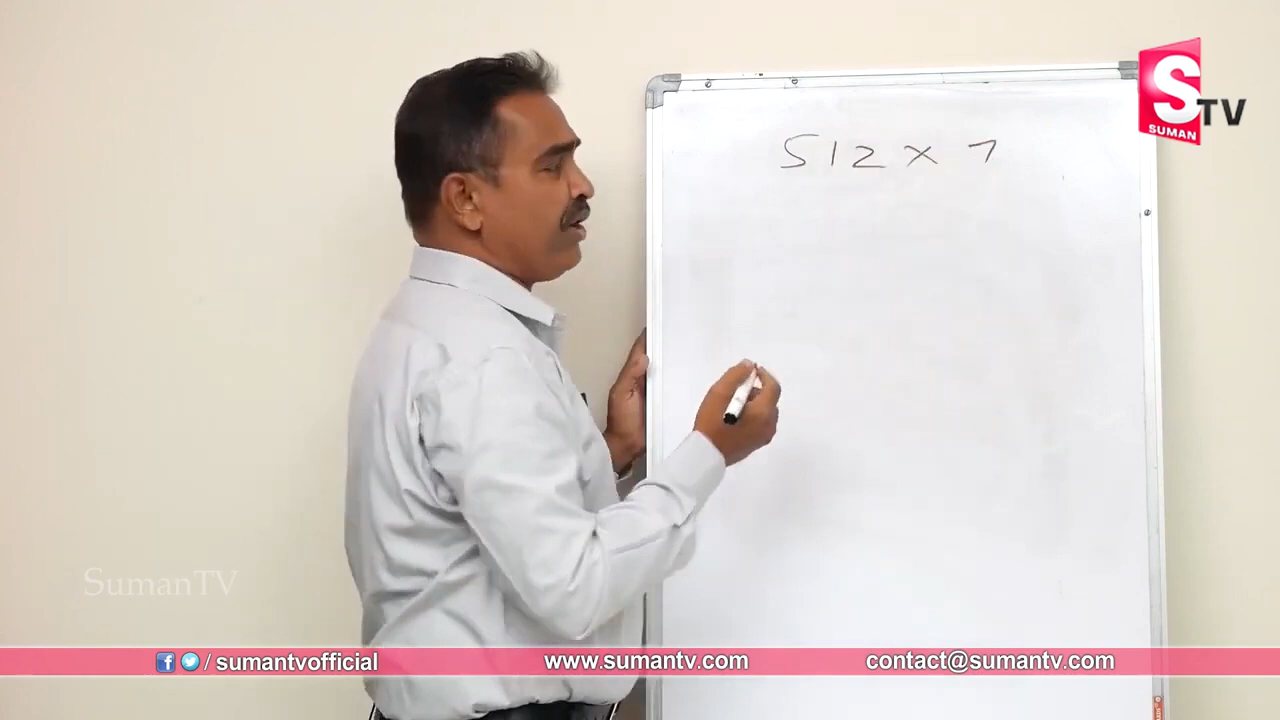 S
TV
SUMAN
512 x 7
SumanTV
/ sumantvofficial
www.sumantv.com
contact@sumantv.com